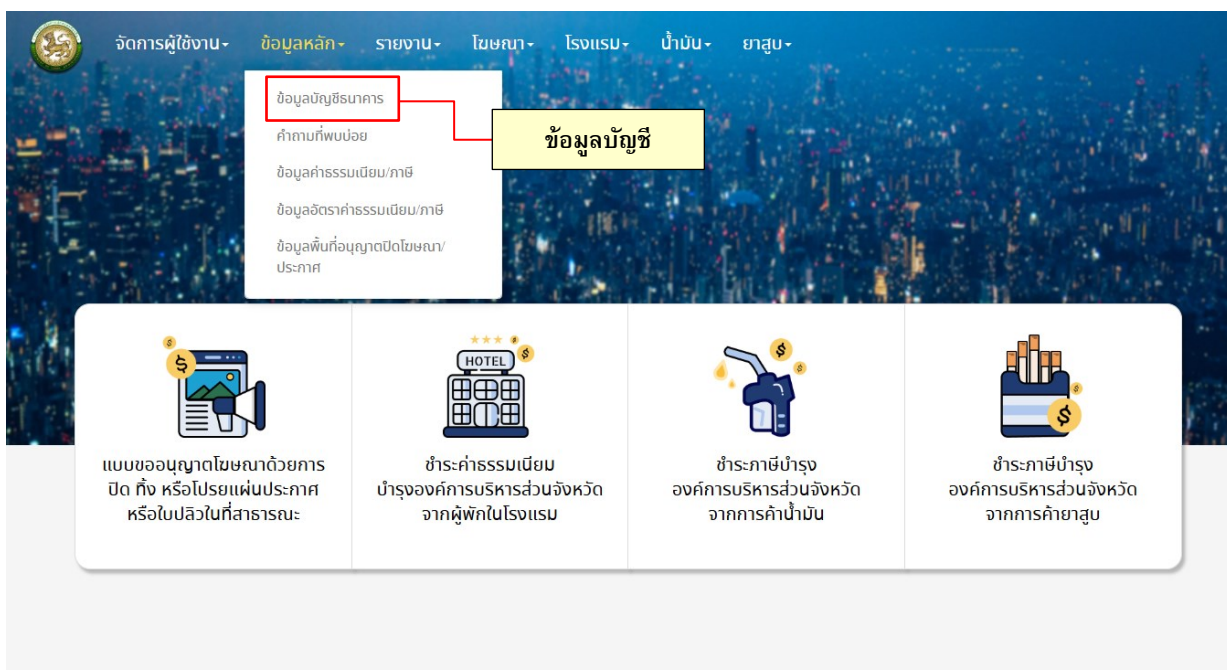 จัดการผู้ใช้งาน ข้อมูลหลัก รายงาน โฆษณา โรงแรม น้ำมัน ยาสูบ
ข้อมูลบัญชีธนาคาร
คำถามที่พบบ่อย
ข้อมูลค่าธรรมเนียม/ภาษี
ข้อมูลอัตราค่าธรรมเนียม/ภาษี
ข้อมูลพื้นที่อนุญาตปิดโฆษณา/
ประกาศ
ข้อมูลบัญชี
แบบขออนุญาตโฆษณาด้วยการ
ปิด ทิ้ง หรือโปรยแผ่นประกาศ
หรือใบปลิวในที่สาธารณะ
HOTEL
ชำระค่าธรรมเนียม
บำรุงองค์การบริหารส่วนจังหวัด
จากผู้พักในโรงแรม
ชำระภาษีบำรุง
องค์การบริหารส่วนจังหวัด
จากการค้าน้ำมัน
ชำระภาษีบำรุง
องค์การบริหารส่วนจังหวัด
จากการค้ายาสูบ